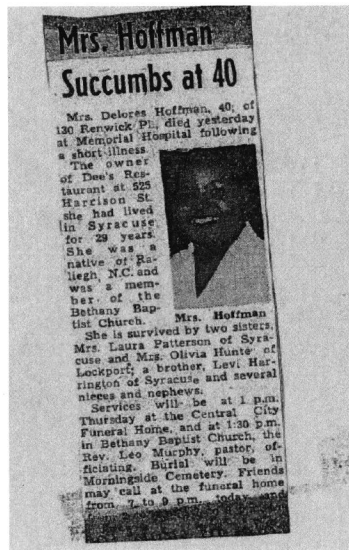 Mrs. Hoffman
Succumbs at 40
Mrs. Delores Hoffman, 40, of
130 Renwick Pl., died yesterday
at Memorial Hospital following
a short illness.
The owner
of Dee's Res-
taurant at 525
Harrison St.
she had lived
in Syracuse
for 29 years.
She was a
native of Ra-
liegh, N.C. and
was a mem-
ber of the
Bethany Bap-
tist Church.
Mrs. Hoffman
She is survived by two sisters,
Mrs. Laura Patterson of Syra-
cuse and Mrs. Olivia Hunte of
Lockport; a brother, Levi Har-
rington of Syracuse and several
nieces and nephews.
Services will be at 1 p.m.
Thursday at the Central City
Funeral Home, and at 1:30 p.m.
in Bethany Baptist Church, the
Rev. Leo Murphy, pastor, of-
ficiating. Burial will be in
Morningside Cemetery. Friends
may call at the funeral home
from 7 to 9 p.m. today and